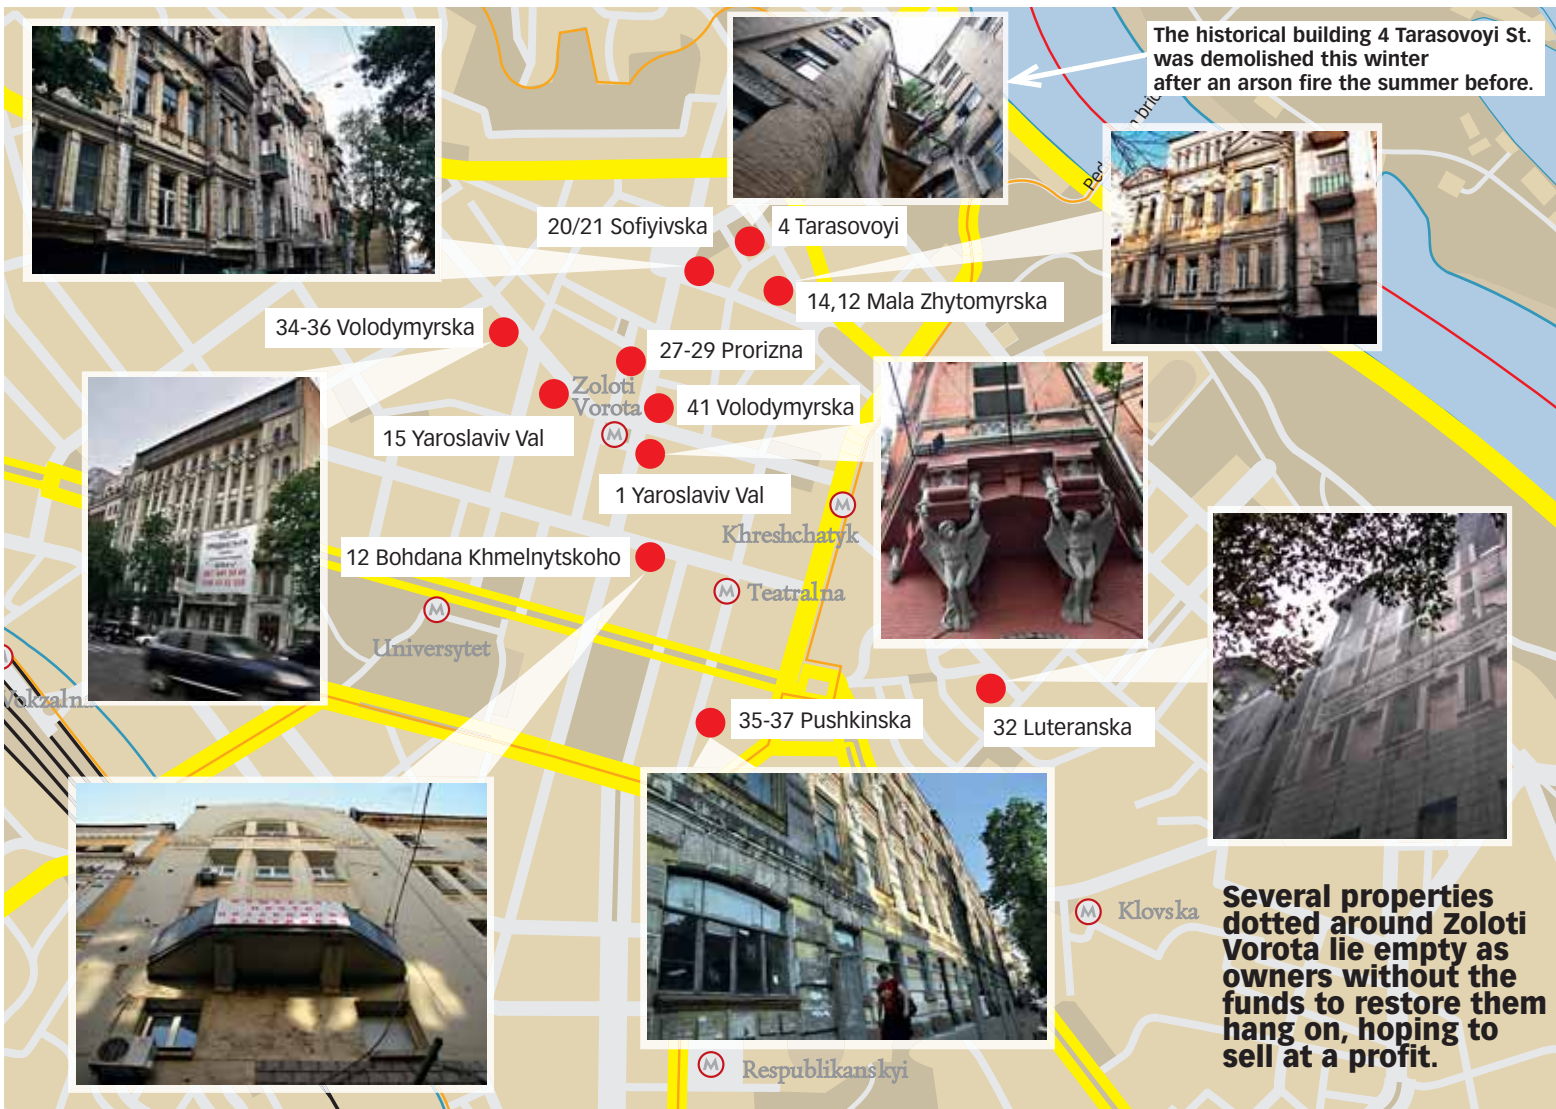 The historical building 4 Tarasovoyi St.
was demolished this winter
after an arson fire the summer before.
20/21 Sofiyivska
4 Tarasovoyi
14,12 Mala Zhytomyrska
34-36 Volodymyrska
27-29 Prorizna
Zoloti
Vorota
41 Volodymyrska
15 Yaroslaviv Val
M
1 Yaroslaviv Val
M
Khreshchatyk
12 Bohdana Khmelnytskoho
M
Teatralna
M
Universytet
Vokzalna
35-37 Pushkinska
32 Luteranska
M
Klovska
Several properties
dotted around Zoloti
Vorota lie empty as
owners without the
funds to restore them
hang on, hoping to
sell at a profit.
M
Respublikanskyi